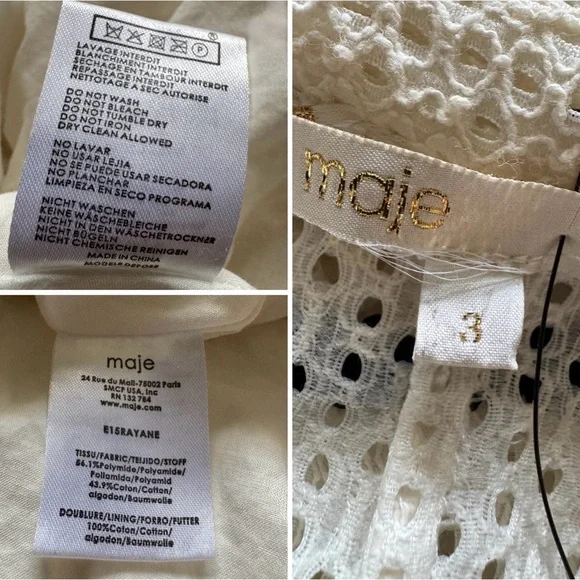 P
LAVAGE INTERDIT
BLANCHIMENT INTERDIT
SECHAGE EN TAMBOUR INTERDIT
REPASSAGE INTERDIT
NETTOYAGE A SEC AUTORISE
DO NOT WASH
DO NOT BLEACH
DO NOT TUMBLE DRY
DO NOT IRON
DRY CLEAN ALLOWED
NO LAVAR
NO USAR LEJIA
NO SE PUEDE USAR SECADORA
NO PLANCHAR
LIMPIEZA EN SECO PROGRAMA
NICHT WASCHEN
KEINE WÄSCHEBLEICHE
NICHT IN DEN WÄSCHETROCKNER
NICHT BÜGELN
NICHT CHEMISCHE REINIGEN
MADE IN CHINA
MODELE DEPOSE
maje
24 Rue du Mail-75002 Paris
SMCP USA, Inc
RN 132 784
www.maje.com
E15RAYANE
TISSU/FABRIC/TEJIDO/STOFF
56.1%Polymide/Polyamide/
Poliamida/Polyamid
43.9%Coton/Cotton/
algodon/Baumwolle
DOUBLURE/LINING/FORRO/FUTTER
100%Coton/Cotton/
algodon/Baumwolle
maje
3